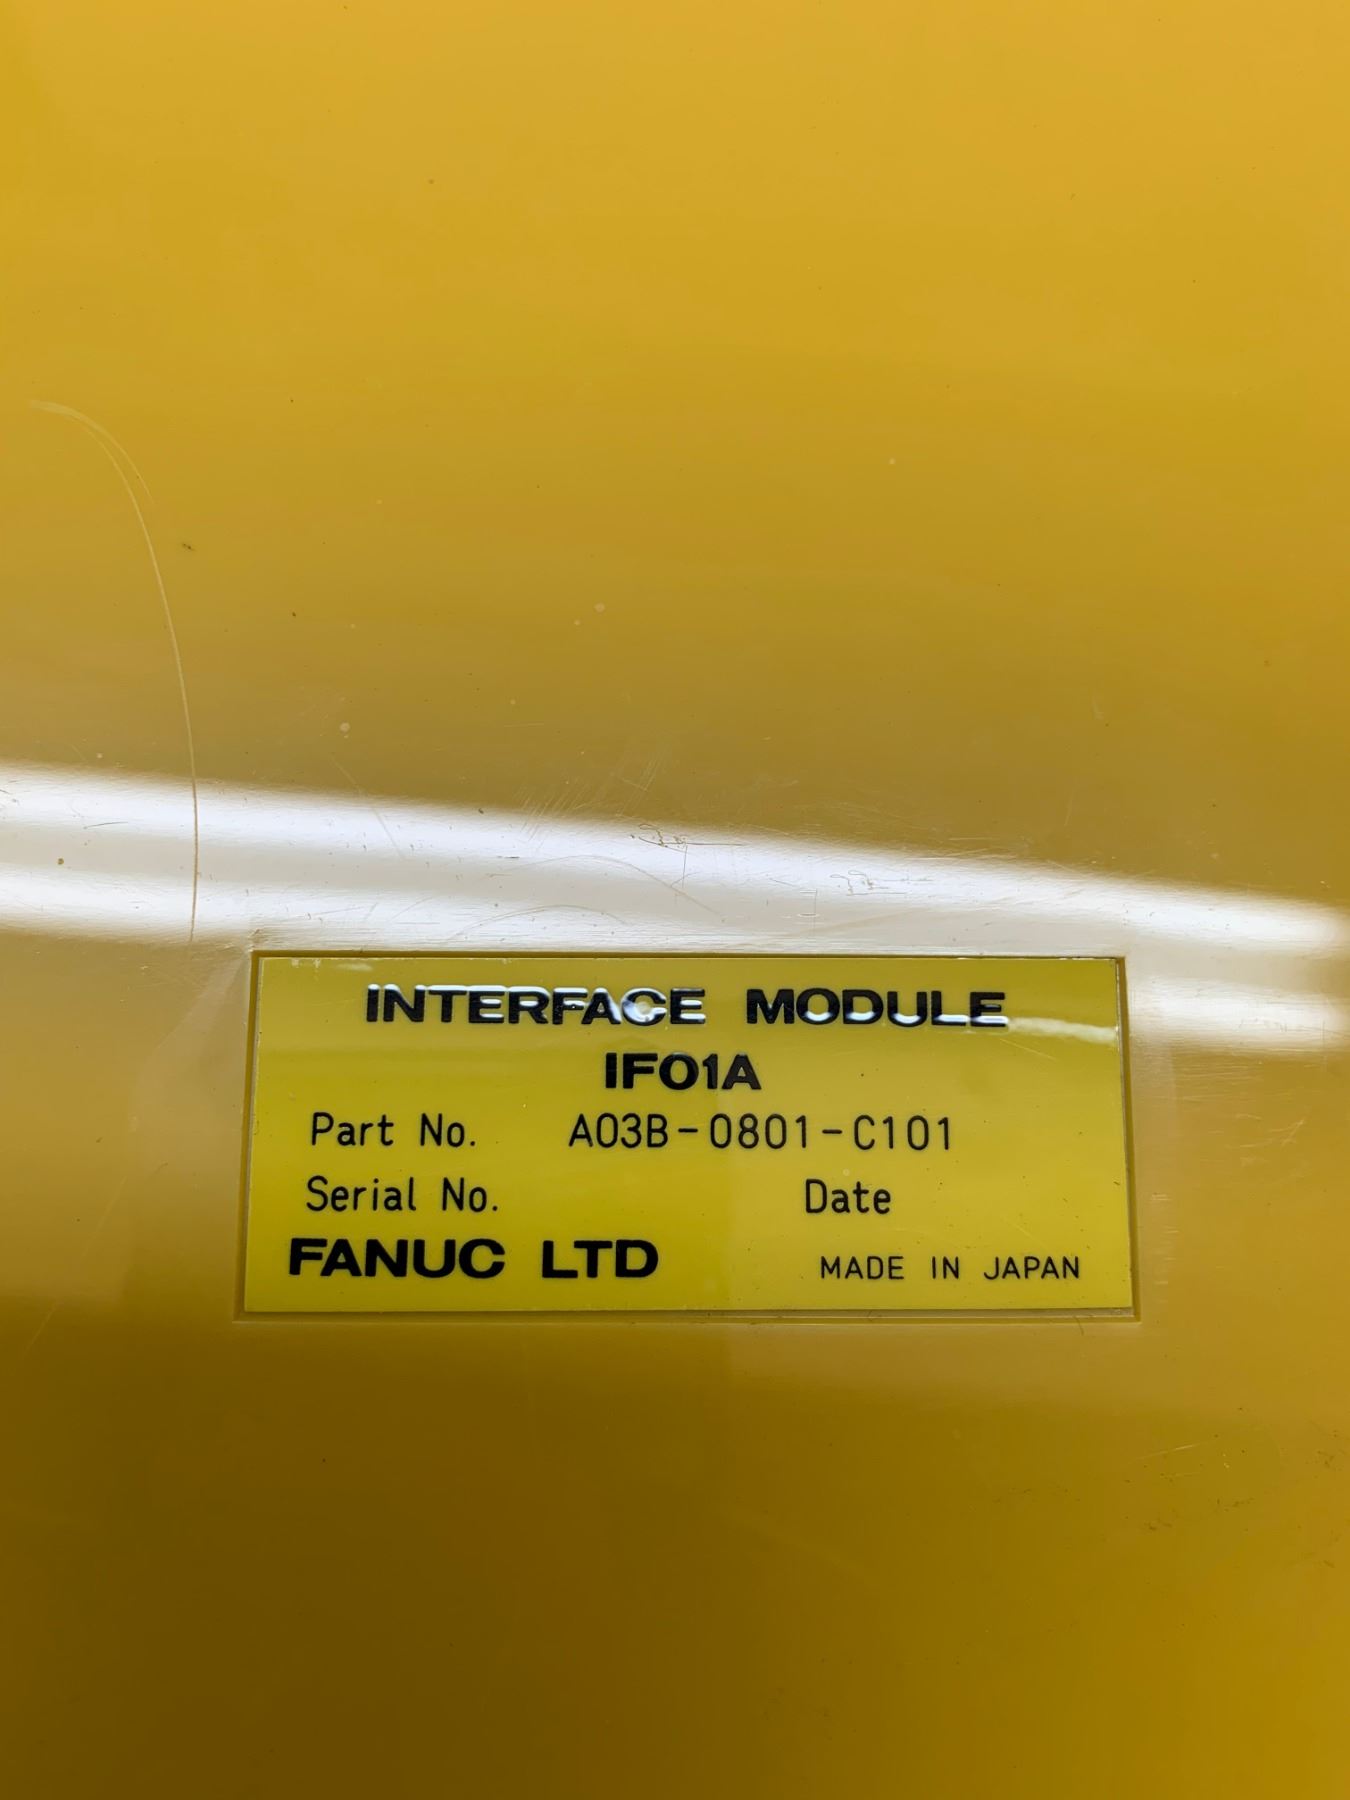 INTERFACE MODULE
IF01A
Part No. A03B-0801-C101
Serial No. Date
FANUC LTD MADE IN JAPAN